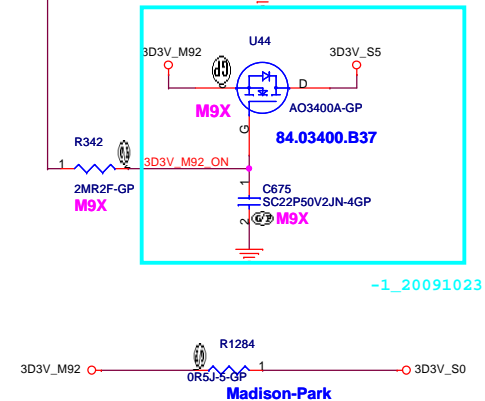 U44
3D3V_M92
3D3V_S5
D
AO3400A-GP
M9X
G
84.03400.B37
R342
1
3D3V_M92_ON
2MR2F-GP
M9X
1
C675
SC22P50V2JN-4GP
2
M9X
-1_20091023
R1284
3D3V_M92
1
3D3V_S0
0R5J-5-GP
Madison-Park